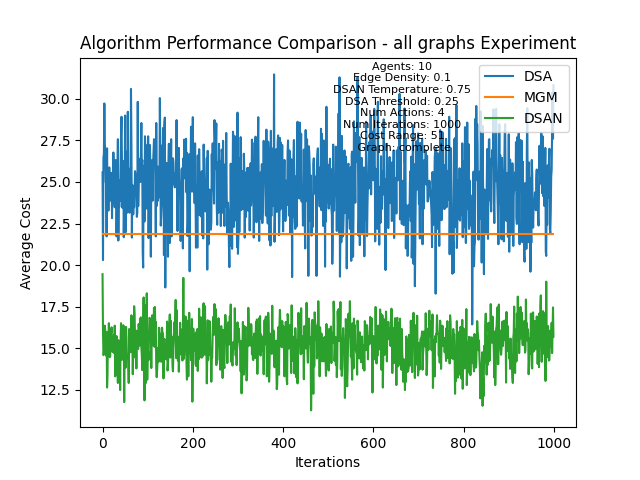 Algorithm Performance Comparison - all graphs Experiment
Agents: 10
Edge Density: 0.1
DSAN Temperature: 0.75
DSA Threshold: 0.25
Num Actions: 4
Num Iterations: 1000
Cost Range: 51
Graph: complete
DSA
MGM
DSAN
Average Cost
30.0
27.5
25.0
22.5
20.0
17.5
15.0
12.5
0
200
400
600
800
1000
Iterations